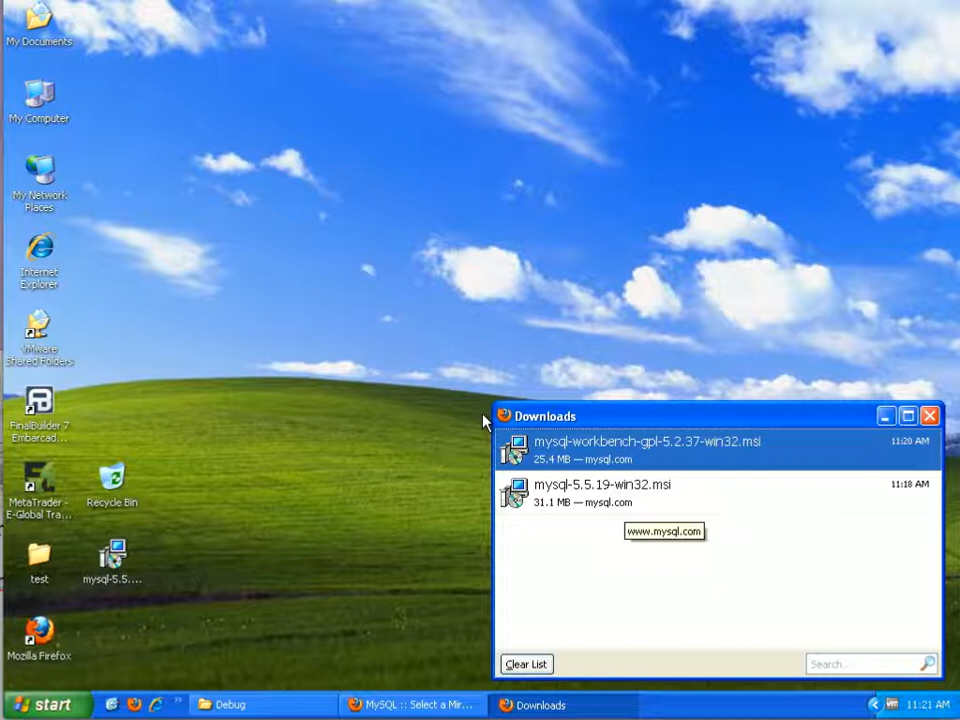 My Documents
My Computer
My Network
Places
Internet
Explorer
VMware
Shared Folders
FinalBuilder 7
Embarcad...
MetaTrader -
E-Global Tra...
Recycle Bin
test
mysql-5.5....
Mozilla Firefox
Downloads
mysql-workbench-gpl-5.2.37-win32.msi
11:20 AM
25.4 MB — mysql.com
mysql-5.5.19-win32.msi
11:18 AM
31.1 MB — mysql.com
www.mysql.com
Clear List
Search...
start
Debug
MySQL :: Select a Mir...
Downloads
11:21 AM